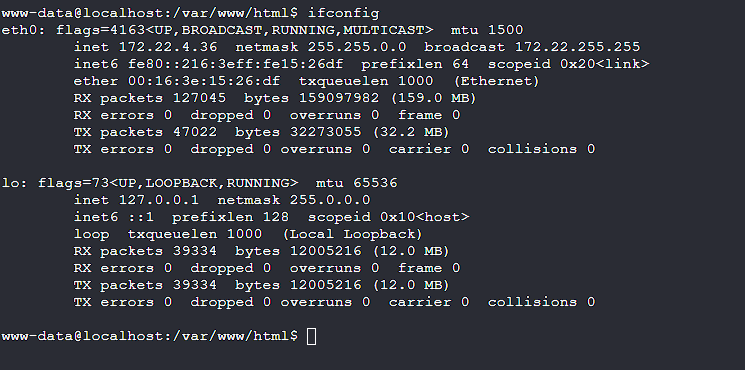 www-data@localhost:/var/www/html$ ifconfig
eth0: flags=4163<UP,BROADCAST,RUNNING,MULTICAST>  mtu 1500
        inet 172.22.4.36  netmask 255.255.0.0  broadcast 172.22.255.255
        inet6 fe80::216:3eff:fe15:26df  prefixlen 64  scopeid 0x20<link>
        ether 00:16:3e:15:26:df  txqueuelen 1000  (Ethernet)
        RX packets 127045  bytes 159097982 (159.0 MB)
        RX errors 0  dropped 0  overruns 0  frame 0
        TX packets 47022  bytes 32273055 (32.2 MB)
        TX errors 0  dropped 0 overruns 0  carrier 0  collisions 0

lo: flags=73<UP,LOOPBACK,RUNNING>  mtu 65536
        inet 127.0.0.1  netmask 255.0.0.0
        inet6 ::1  prefixlen 128  scopeid 0x10<host>
        loop  txqueuelen 1000  (Local Loopback)
        RX packets 39334  bytes 12005216 (12.0 MB)
        RX errors 0  dropped 0  overruns 0  frame 0
        TX packets 39334  bytes 12005216 (12.0 MB)
        TX errors 0  dropped 0 overruns 0  carrier 0  collisions 0

www-data@localhost:/var/www/html$